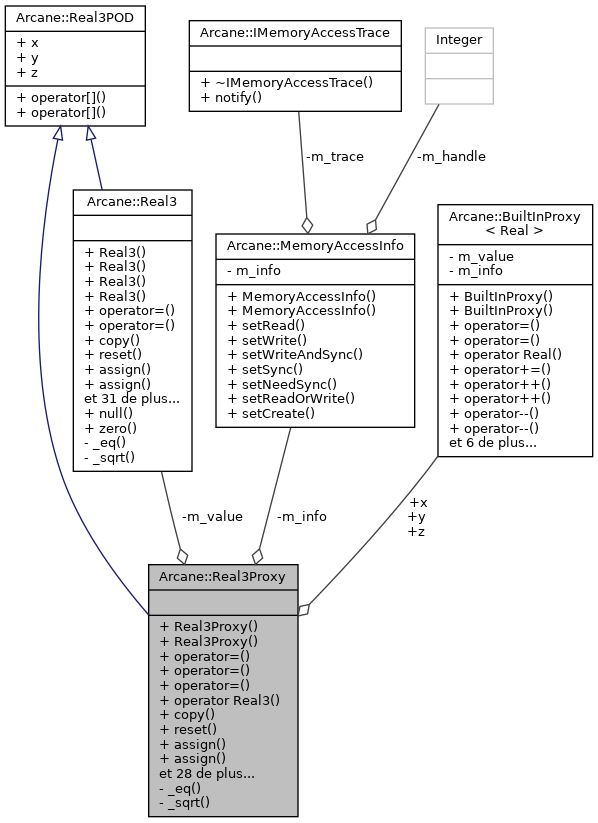 Arcane::Real3POD
+ x
+ y
+ z
+ operator[]()
+ operator[]()
Arcane::IMemoryAccessTrace
+ ~IMemoryAccessTrace()
+ notify()
Integer
-m_trace
-m_handle
Arcane::Real3
+ Real3()
+ Real3()
+ Real3()
+ Real3()
+ operator=()
+ operator=()
+ copy()
+ reset()
+ assign()
+ assign()
et 31 de plus...
+ null()
+ zero()
- _eq()
- _sqrt()
Arcane::MemoryAccessInfo
- m_info
+ MemoryAccessInfo()
+ MemoryAccessInfo()
+ setRead()
+ setWrite()
+ setWriteAndSync()
+ setSync()
+ setNeedSync()
+ setReadOrWrite()
+ setCreate()
Arcane::BuiltInProxy
< Real >
- m_value
- m_info
+ BuiltInProxy()
+ BuiltInProxy()
+ operator=()
+ operator=()
+ operator Real()
+ operator+=()
+ operator++()
+ operator++()
+ operator--()
+ operator--()
et 6 de plus...
-m_value
-m_info
+x
+y
+z
Arcane::Real3Proxy
+ Real3Proxy()
+ Real3Proxy()
+ operator=()
+ operator=()
+ operator=()
+ operator Real3()
+ copy()
+ reset()
+ assign()
+ assign()
et 28 de plus...
- _eq()
- _sqrt()